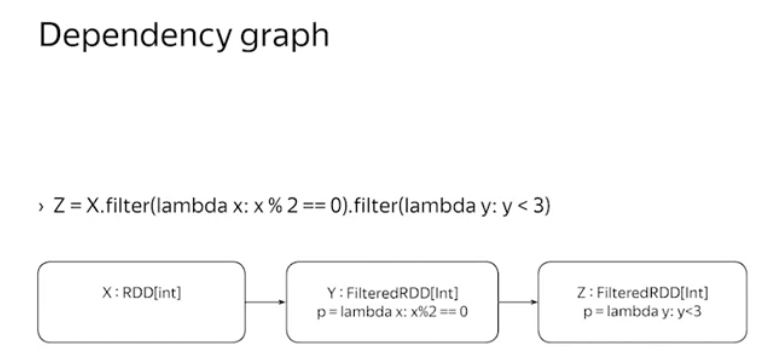 Dependency graph
› Z = X.filter(lambda x: x % 2 == 0).filter(lambda y: y < 3)
X : RDD[int]
Y : FilteredRDD[Int]
p = lambda x: x%2 == 0
Z : FilteredRDD[Int]
p = lambda y: y<3